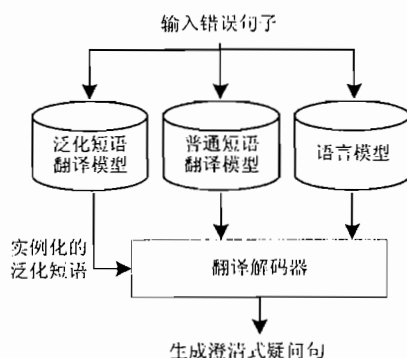 输入错误句子
泛化短语
翻译模型
普通短语
翻译模型
语言模型
实例化的
泛化短语
翻译解码器
生成澄清式疑问句